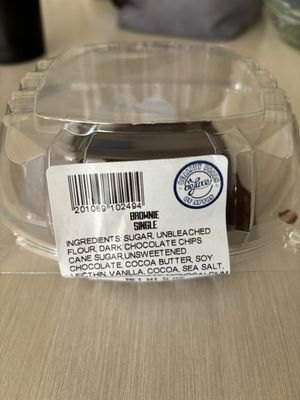 201069 102494
BROWNIE
SINGLE
deluxe
INGREDIENTS: SUGAR, UNBLEACHED
FLOUR, DARK CHOCOLATE CHIPS
CANE SUGAR,UNSWEETENED
CHOCOLATE, COCOA BUTTER, SOY
VANILLA, COCOA, SEA SALT,